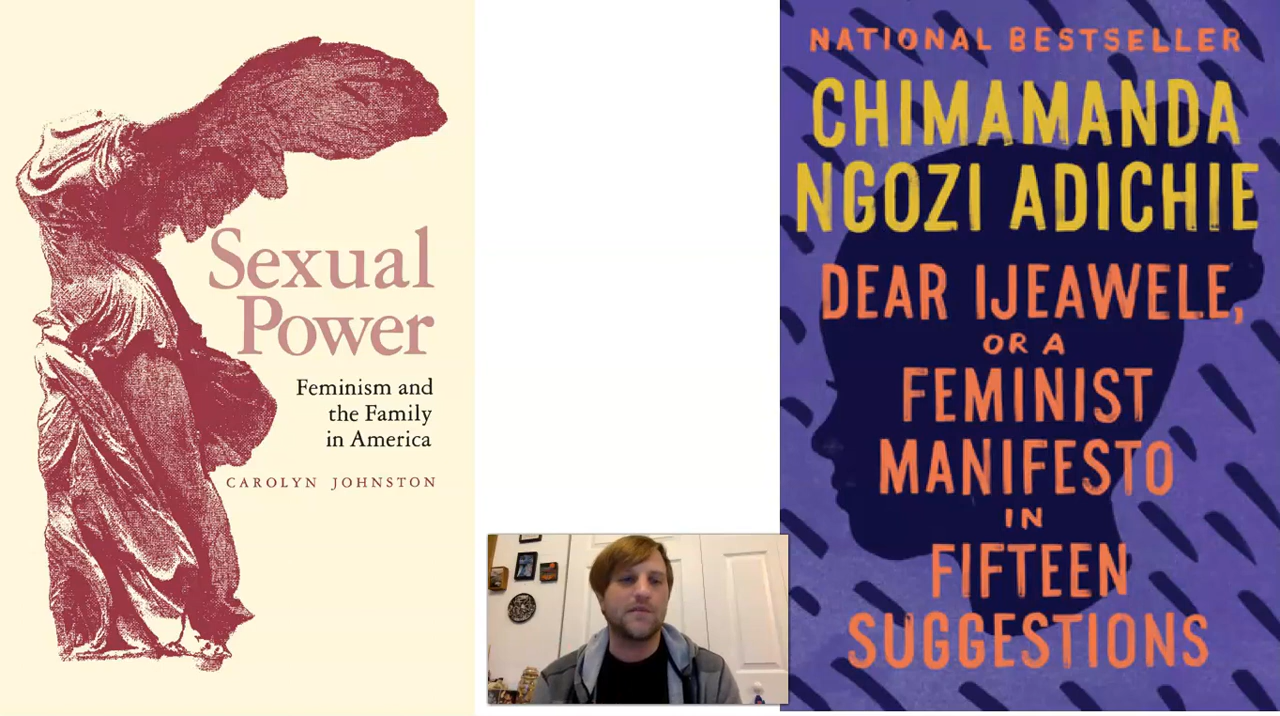 Sexual
Power
Feminism and
the Family
in America
CAROLYN JOHNSTON
NATIONAL BESTSELLER
CHIMAMANDA
NGOZI ADICHIE
DEAR IJEAWELE,
OR A
FEMINIST
MANIFESTO
IN
FIFTEEN
SUGGESTIONS